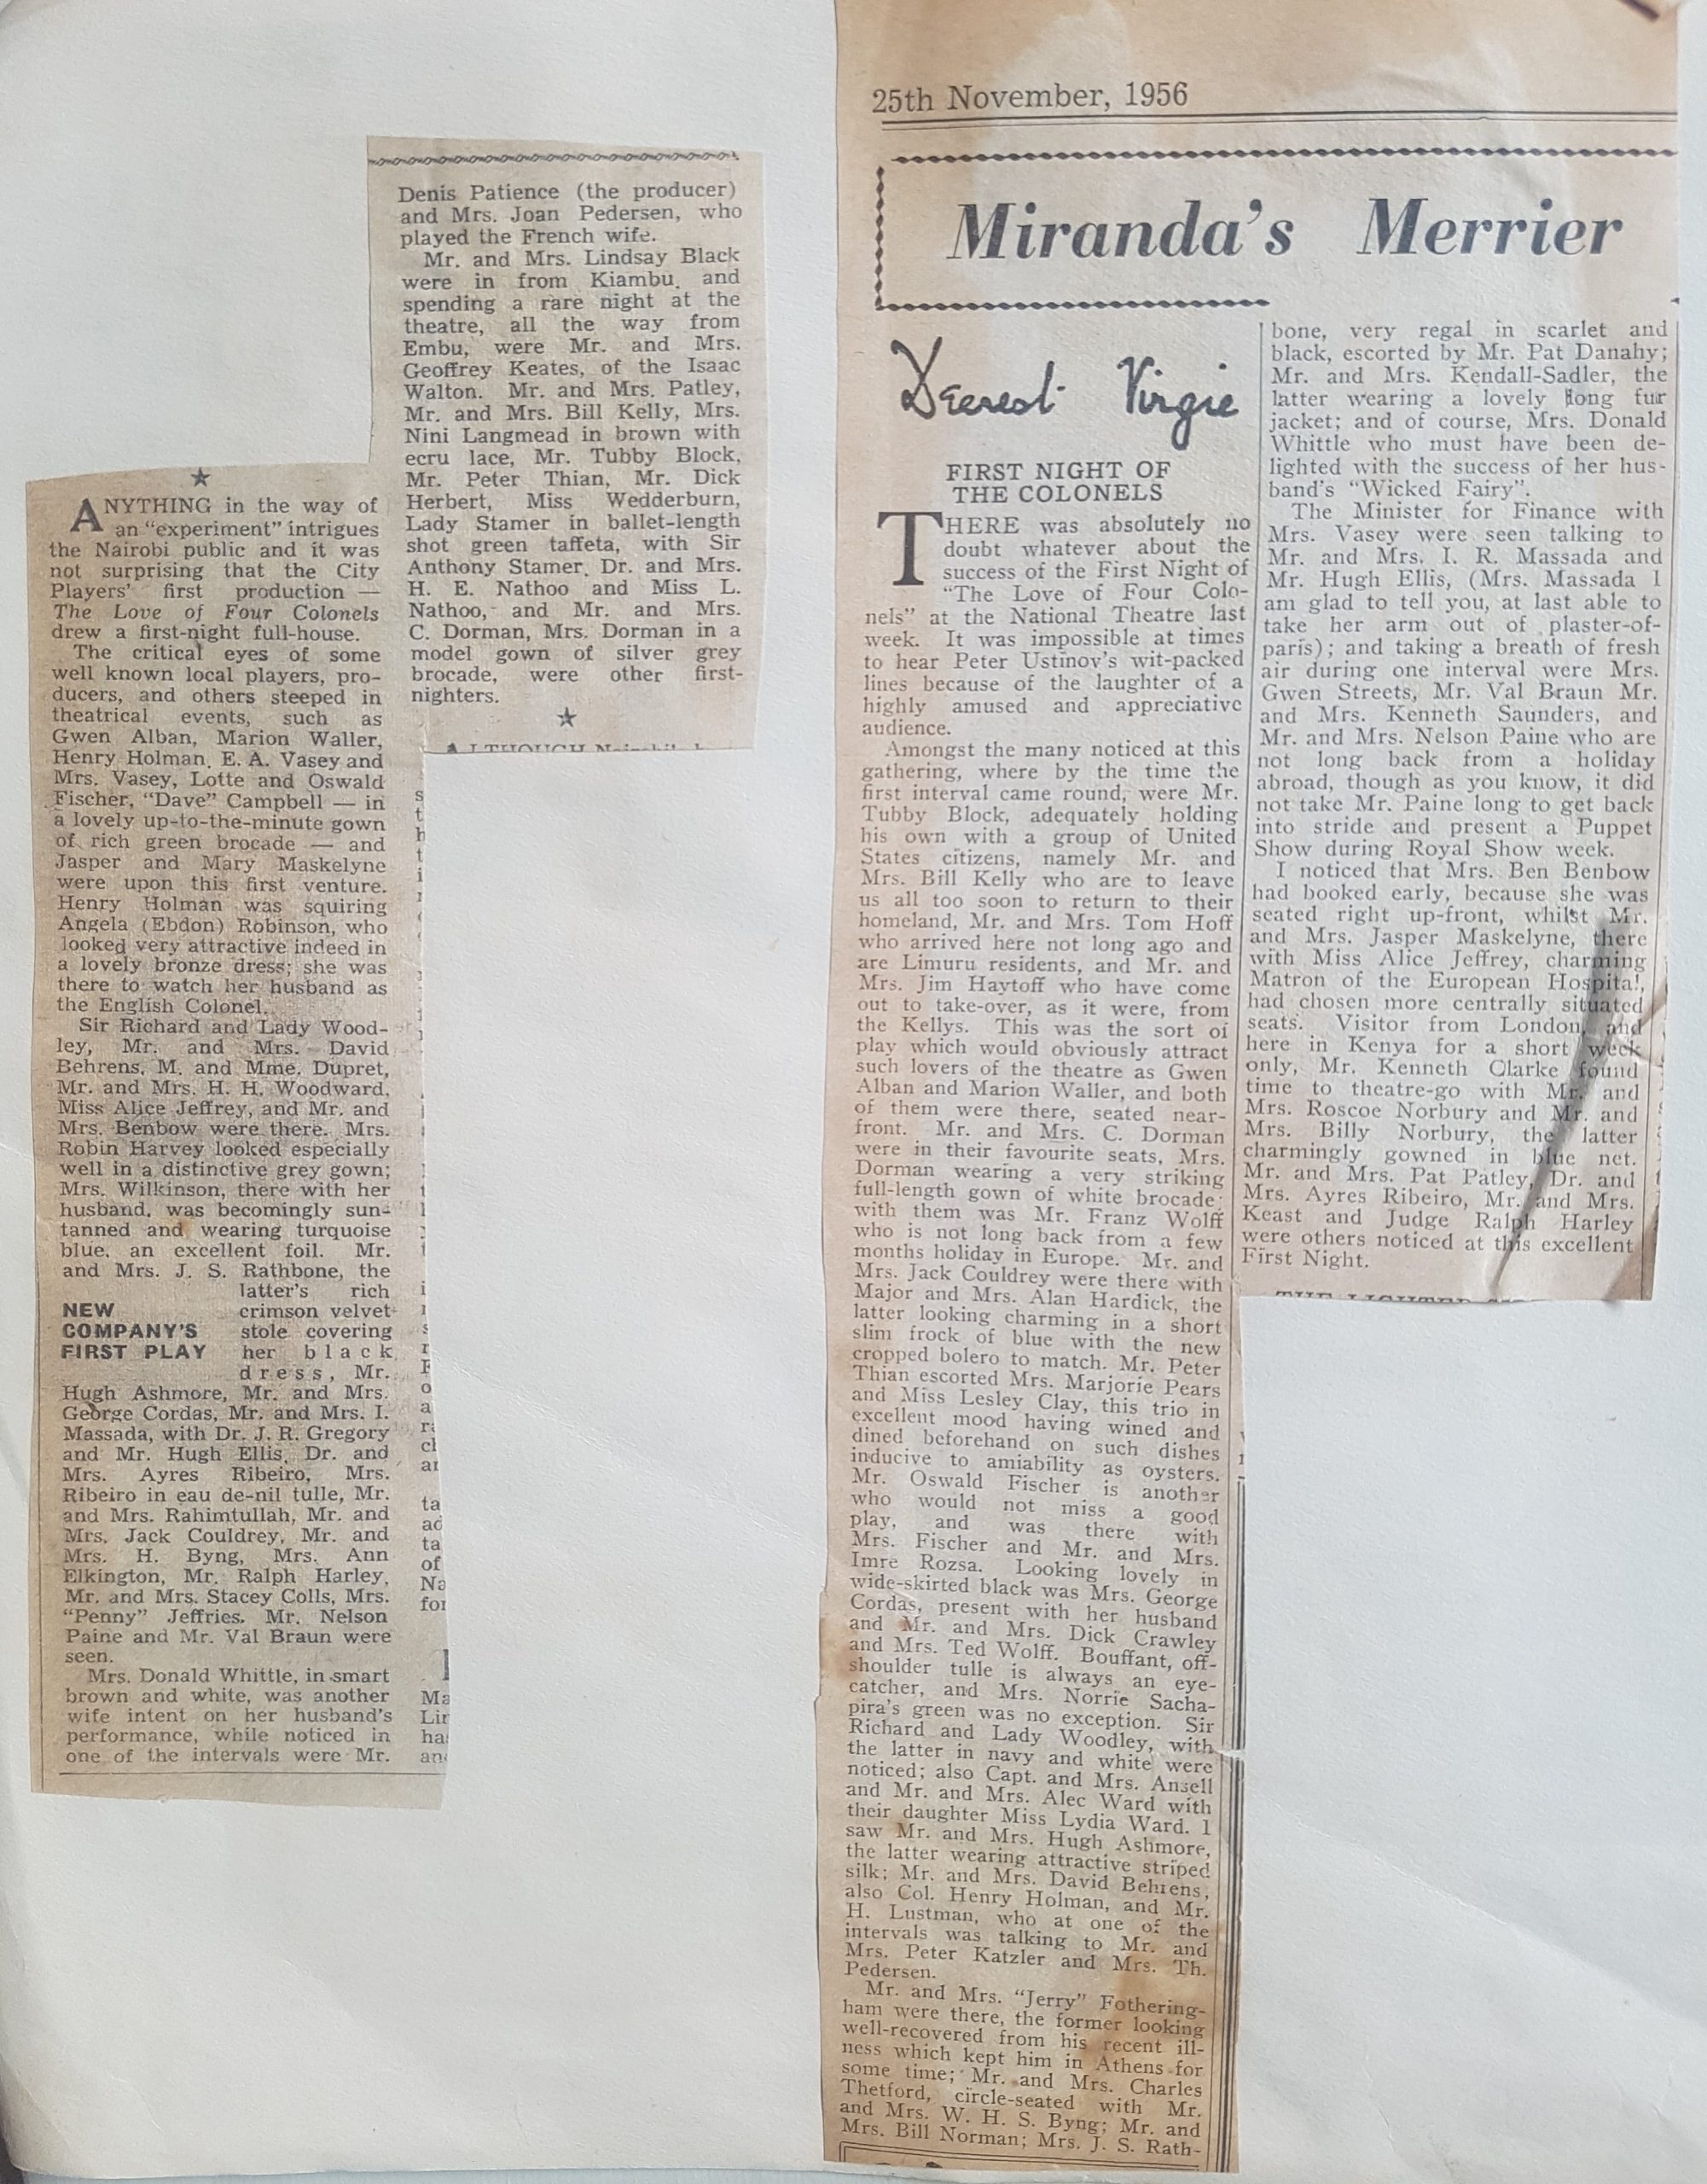 ★
ANYTHING in the way of
an "experiment" intrigues
the Nairobi public and it was
not surprising that the City
Players' first production —
The Love of Four Colonels
drew a first-night full-house.
The critical eyes of some
well known local players, pro-
ducers, and others steeped in
theatrical events, such as
Gwen Alban, Marion Waller,
Henry Holman, E. A. Vasey and
Mrs. Vasey, Lotte and Oswald
Fischer, "Dave" Campbell — in
a lovely up-to-the-minute gown
of rich green brocade — and
Jasper and Mary Maskelyne
were upon this first venture.
Henry Holman was squiring
Angela (Ebdon) Robinson, who
looked very attractive indeed in
a lovely bronze dress; she was
there to watch her husband as
the English Colonel.
Sir Richard and Lady Wood-
ley, Mr. and Mrs. David
Behrens, M. and Mme. Dupret,
Mr. and Mrs. H. H. Woodward,
Miss Alice Jeffrey, and Mr. and
Mrs. Benbow were there. Mrs.
Robin Harvey looked especially
well in a distinctive grey gown;
Mrs. Wilkinson, there with her
husband, was becomingly sun-
tanned and wearing turquoise
blue, an excellent foil. Mr.
and Mrs. J. S. Rathbone, the
latter's rich
crimson velvet
stole covering
her black
dress, Mr.
NEW
COMPANY'S
FIRST PLAY
Hugh Ashmore, Mr. and Mrs.
George Cordas, Mr. and Mrs. I.
Massada, with Dr. J. R. Gregory
and Mr. Hugh Ellis, Dr. and
Mrs. Ayres Ribeiro, Mrs.
Ribeiro in eau de-nil tulle, Mr.
and Mrs. Rahimtullah, Mr. and
Mrs. Jack Couldrey, Mr. and
Mrs. H. Byng, Mrs. Ann
Elkington, Mr. Ralph Harley,
Mr. and Mrs. Stacey Colls, Mrs.
"Penny" Jeffries. Mr. Nelson
Paine and Mr. Val Braun were
seen.
Mrs. Donald Whittle, in smart
brown and white, was another
wife intent on her husband's
performance, while noticed in
one of the intervals were Mr.
Denis Patience (the producer)
and Mrs. Joan Pedersen, who
played the French wife.
Mr. and Mrs. Lindsay Black
were in from Kiambu, and
spending a rare night at the
theatre, all the way from
Embu, were Mr. and Mrs.
Geoffrey Keates, of the Isaac
Walton. Mr. and Mrs. Patley,
Mr. and Mrs. Bill Kelly, Mrs.
Nini Langmead in brown with
ecru lace, Mr. Tubby Block,
Mr. Peter Thian, Mr. Dick
Herbert, Miss Wedderburn,
Lady Stamer in ballet-length
shot green taffeta, with Sir
Anthony Stamer, Dr. and Mrs.
H. E. Nathoo and Miss L.
Nathoo, and Mr. and Mrs.
C. Dorman, Mrs. Dorman in a
model gown of silver grey
brocade, were other first-
nighters.
★
25th November, 1956
Miranda's Merrier
Dearest Virgie
FIRST NIGHT OF
THE COLONELS
THERE was absolutely no
doubt whatever about the
success of the First Night of
"The Love of Four Colo-
nels" at the National Theatre last
week. It was impossible at times
to hear Peter Ustinov's wit-packed
lines because of the laughter of a
highly amused and appreciative
audience.
Amongst the many noticed at this
gathering, where by the time the
first interval came round, were Mr.
Tubby Block, adequately holding
his own with a group of United
States citizens, namely Mr. and
Mrs. Bill Kelly who are to leave
us all too soon to return to their
homeland, Mr. and Mrs. Tom Hoff
who arrived here not long ago and
are Limuru residents, and Mr. and
Mrs. Jim Haytoff who have come
out to take-over, as it were, from
the Kellys. This was the sort of
play which would obviously attract
such lovers of the theatre as Gwen
Alban and Marion Waller, and both
of them were there, seated near-
front. Mr. and Mrs. C. Dorman
were in their favourite seats, Mrs.
Dorman wearing a very striking
full-length gown of white brocade;
with them was Mr. Franz Wolff
who is not long back from a few
months holiday in Europe. Mr. and
Mrs. Jack Couldrey were there with
Major and Mrs. Alan Hardick, the
latter looking charming in a short
slim frock of blue with the new
cropped bolero to match. Mr. Peter
Thian escorted Mrs. Marjorie Pears
and Miss Lesley Clay, this trio in
excellent mood having wined and
dined beforehand on such dishes
inducive to amiability as oysters.
Mr. Oswald Fischer is another
who would not miss a good
play, and was there with
Mrs. Fischer and Mr. and Mrs.
Imre Rozsa. Looking lovely in
wide-skirted black was Mrs. George
Cordas, present with her husband
and Mr. and Mrs. Dick Crawley
and Mrs. Ted Wolff. Bouffant, off-
shoulder tulle is always an eye-
catcher, and Mrs. Norrie Sacha-
pira's green was no exception. Sir
Richard and Lady Woodley, with
the latter in navy and white were
noticed; also Capt. and Mrs. Ansell
and Mr. and Mrs. Alec Ward with
their daughter Miss Lydia Ward. I
saw Mr. and Mrs. Hugh Ashmore,
the latter wearing attractive striped
silk; Mr. and Mrs. David Behrens,
also Col. Henry Holman, and Mr.
H. Lustman, who at one of the
intervals was talking to Mr. and
Mrs. Peter Katzler and Mrs. Th.
Pedersen.
Mr. and Mrs. "Jerry" Fothering-
ham were there, the former looking
well-recovered from his recent ill-
ness which kept him in Athens for
some time; Mr. and Mrs. Charles
Thetford, circle-seated with Mr.
and Mrs. W. H. S. Byng; Mr. and
Mrs. Bill Norman; Mrs. J. S. Rath-
bone, very regal in scarlet and
black, escorted by Mr. Pat Danahy;
Mr. and Mrs. Kendall-Sadler, the
latter wearing a lovely long fur
jacket; and of course, Mrs. Donald
Whittle who must have been de-
lighted with the success of her hus-
band's "Wicked Fairy".
The Minister for Finance with
Mrs. Vasey were seen talking to
Mr. and Mrs. I. R. Massada and
Mr. Hugh Ellis, (Mrs. Massada I
am glad to tell you, at last able to
take her arm out of plaster-of-
paris); and taking a breath of fresh
air during one interval were Mrs.
Gwen Streets, Mr. Val Braun Mr.
and Mrs. Kenneth Saunders, and
Mr. and Mrs. Nelson Paine who are
not long back from a holiday
abroad, though as you know, it did
not take Mr. Paine long to get back
into stride and present a Puppet
Show during Royal Show week.
I noticed that Mrs. Ben Benbow
had booked early, because she was
seated right up-front, whilst Mr.
and Mrs. Jasper Maskelyne, there
with Miss Alice Jeffrey, charming
Matron of the European Hospital,
had chosen more centrally situated
seats. Visitor from London, and
here in Kenya for a short week
only, Mr. Kenneth Clarke found
time to theatre-go with Mr. and
Mrs. Roscoe Norbury and Mr. and
Mrs. Billy Norbury, the latter
charmingly gowned in blue net.
Mr. and Mrs. Pat Patley, Dr. and
Mrs. Ayres Ribeiro, Mr. and Mrs.
Keast and Judge Ralph Harley
were others noticed at this excellent
First Night.